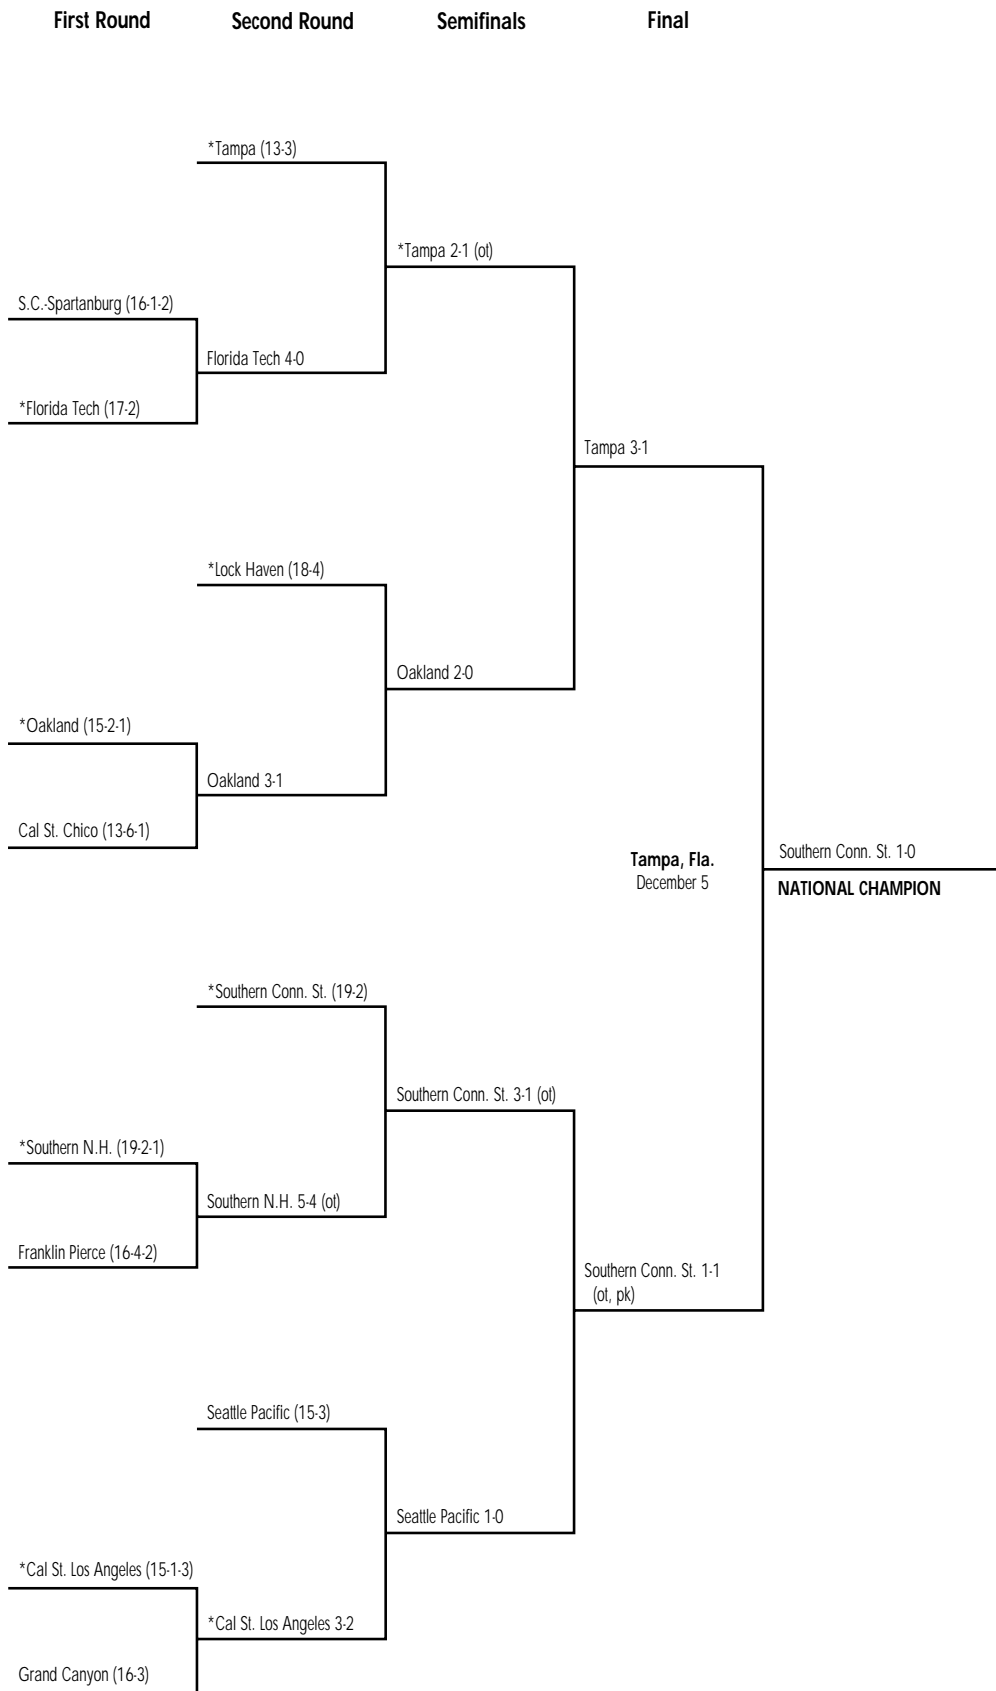 First Round Second Round Semifinals Final
*Tampa (13-3)
*Tampa 2-1 (ot)
S.C.-Spartanburg (16-1-2)
Florida Tech 4-0
*Florida Tech (17-2)
Tampa 3-1
*Lock Haven (18-4)
Oakland 2-0
*Oakland (15-2-1)
Oakland 3-1
Cal St. Chico (13-6-1)
Southern Conn. St. 1-0
Tampa, Fla.
December 5
NATIONAL CHAMPION
*Southern Conn. St. (19-2)
Southern Conn. St. 3-1 (ot)
*Southern N.H. (19-2-1)
Southern N.H. 5-4 (ot)
Franklin Pierce (16-4-2)
Southern Conn. St. 1-1
(ot, pk)
Seattle Pacific (15-3)
Seattle Pacific 1-0
*Cal St. Los Angeles (15-1-3)
*Cal St. Los Angeles 3-2
Grand Canyon (16-3)